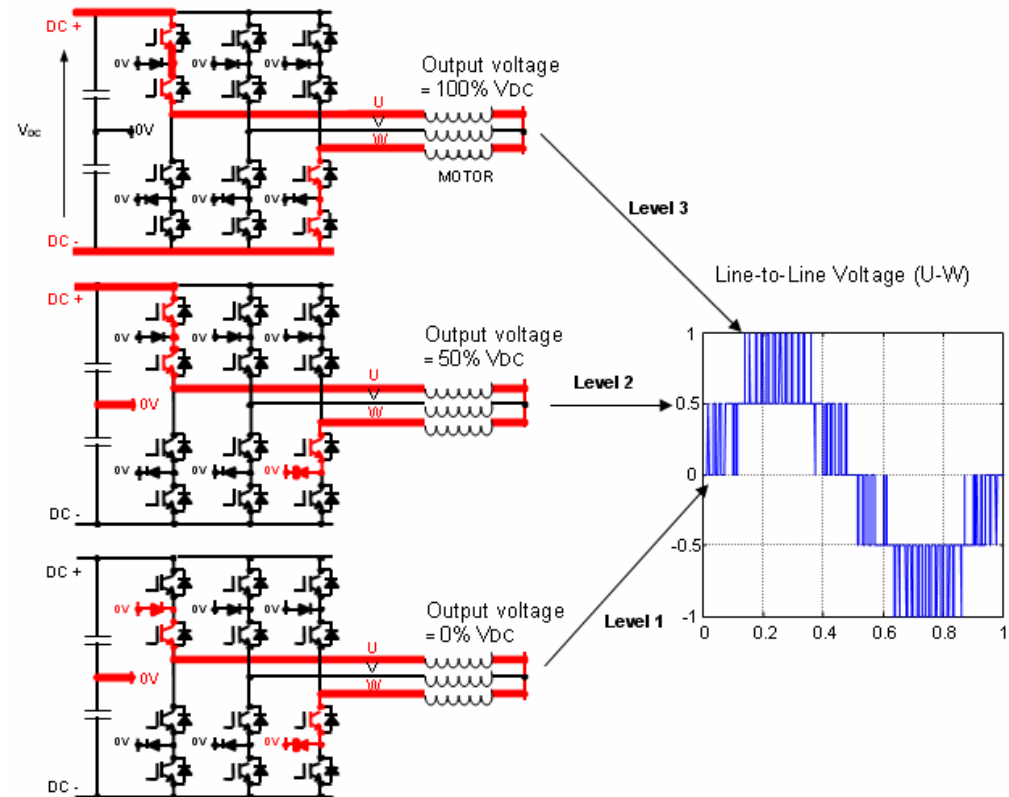 DC +
0V
0V
0V
Output voltage
= 100% VDC
U
V
W
VDC
0V
MOTOR
0V
0V
0V
DC -
Level 3
Line-to-Line Voltage (U-W)
DC +
0V
0V
0V
Output voltage
= 50% VDC
U
V
W
0V
Level 2
0V
0V
0V
DC -
1
0.5
0
-0.5
-1
0
0.2
0.4
0.6
0.8
1
DC +
0V
0V
0V
Output voltage
= 0% VDC
U
V
W
0V
Level 1
0V
0V
0V
DC -